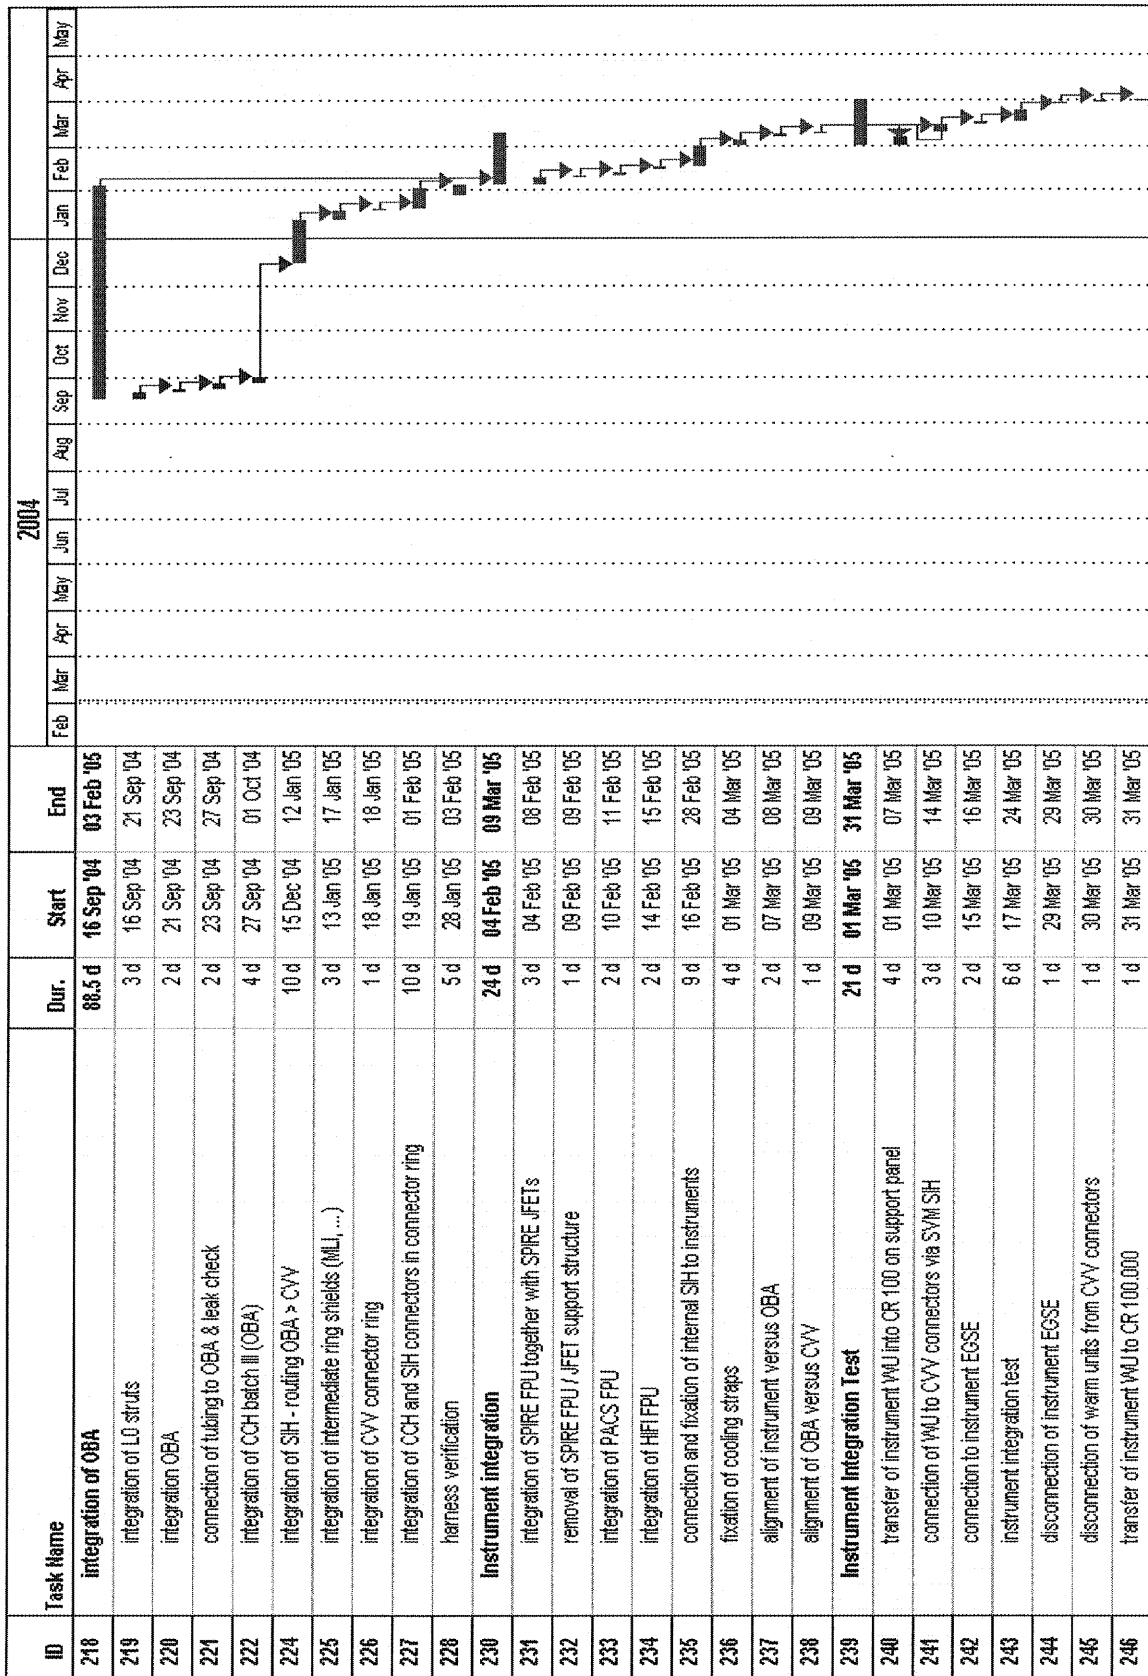 2004
ID Task Name Dur. Start End Feb Mar Apr May Jun Jul Aug Sep Oct Nov Dec Jan Feb Mar Apr May
218 integration of OBA 88.5 d 16 Sep '04 03 Feb '05
219 integration of L0 struts 3 d 16 Sep '04 21 Sep '04
220 integration OBA 2 d 21 Sep '04 23 Sep '04
221 connection of tubing to OBA & leak check 2 d 23 Sep '04 27 Sep '04
222 integration of CCH batch III (OBA) 4 d 27 Sep '04 01 Oct '04
224 integration of SIH - routing OBA > CVV 10 d 15 Dec '04 12 Jan '05
225 integration of intermediate ring shields (MLI, ...) 3 d 13 Jan '05 17 Jan '05
226 integration of CVV connector ring 1 d 18 Jan '05 18 Jan '05
227 integration of CCH and SIH connectors in connector ring 10 d 19 Jan '05 01 Feb '05
228 harness verification 5 d 28 Jan '05 03 Feb '05
230 Instrument integration 24 d 04 Feb '05 09 Mar '05
231 integration of SPIRE FPU together with SPIRE JFETs 3 d 04 Feb '05 08 Feb '05
232 removal of SPIRE FPU / JFET support structure 1 d 09 Feb '05 09 Feb '05
233 integration of PACS FPU 2 d 10 Feb '05 11 Feb '05
234 integration of HIFI FPU 2 d 14 Feb '05 15 Feb '05
235 connection and fixation of internal SIH to instruments 9 d 16 Feb '05 28 Feb '05
236 fixation of cooling straps 4 d 01 Mar '05 04 Mar '05
237 alignment of instrument versus OBA 2 d 07 Mar '05 08 Mar '05
238 alignment of OBA versus CVV 1 d 09 Mar '05 09 Mar '05
239 Instrument Integration Test 21 d 01 Mar '05 31 Mar '05
240 transfer of instrument WU into CR 100 on support panel 4 d 01 Mar '05 07 Mar '05
241 connection of WU to CVV connectors via SVM SIH 3 d 10 Mar '05 14 Mar '05
242 connection to instrument EGSE 2 d 15 Mar '05 16 Mar '05
243 instrument integration test 6 d 17 Mar '05 24 Mar '05
244 disconnection of instrument EGSE 1 d 29 Mar '05 29 Mar '05
245 disconnection of warm units from CVV connectors 1 d 30 Mar '05 30 Mar '05
246 transfer of instrument WU to CR 100.000 1 d 31 Mar '05 31 Mar '05